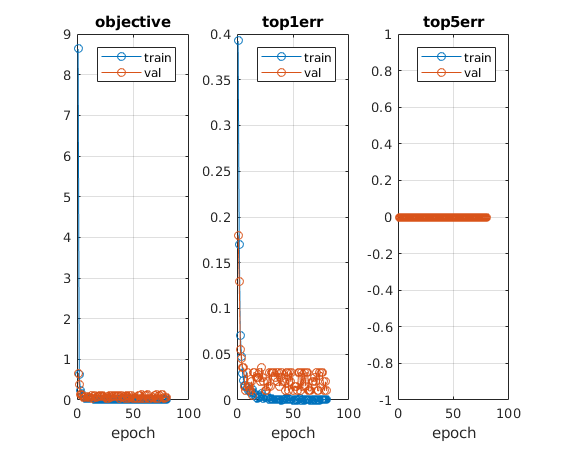 objective
9
8
7
6
5
4
3
2
1
0
0 50 100
epoch
train
val
top1err
0.4
0.35
0.3
0.25
0.2
0.15
0.1
0.05
0
0 50 100
epoch
train
val
top5err
1
0.8
0.6
0.4
0.2
0
-0.2
-0.4
-0.6
-0.8
-1
0 50 100
epoch
train
val